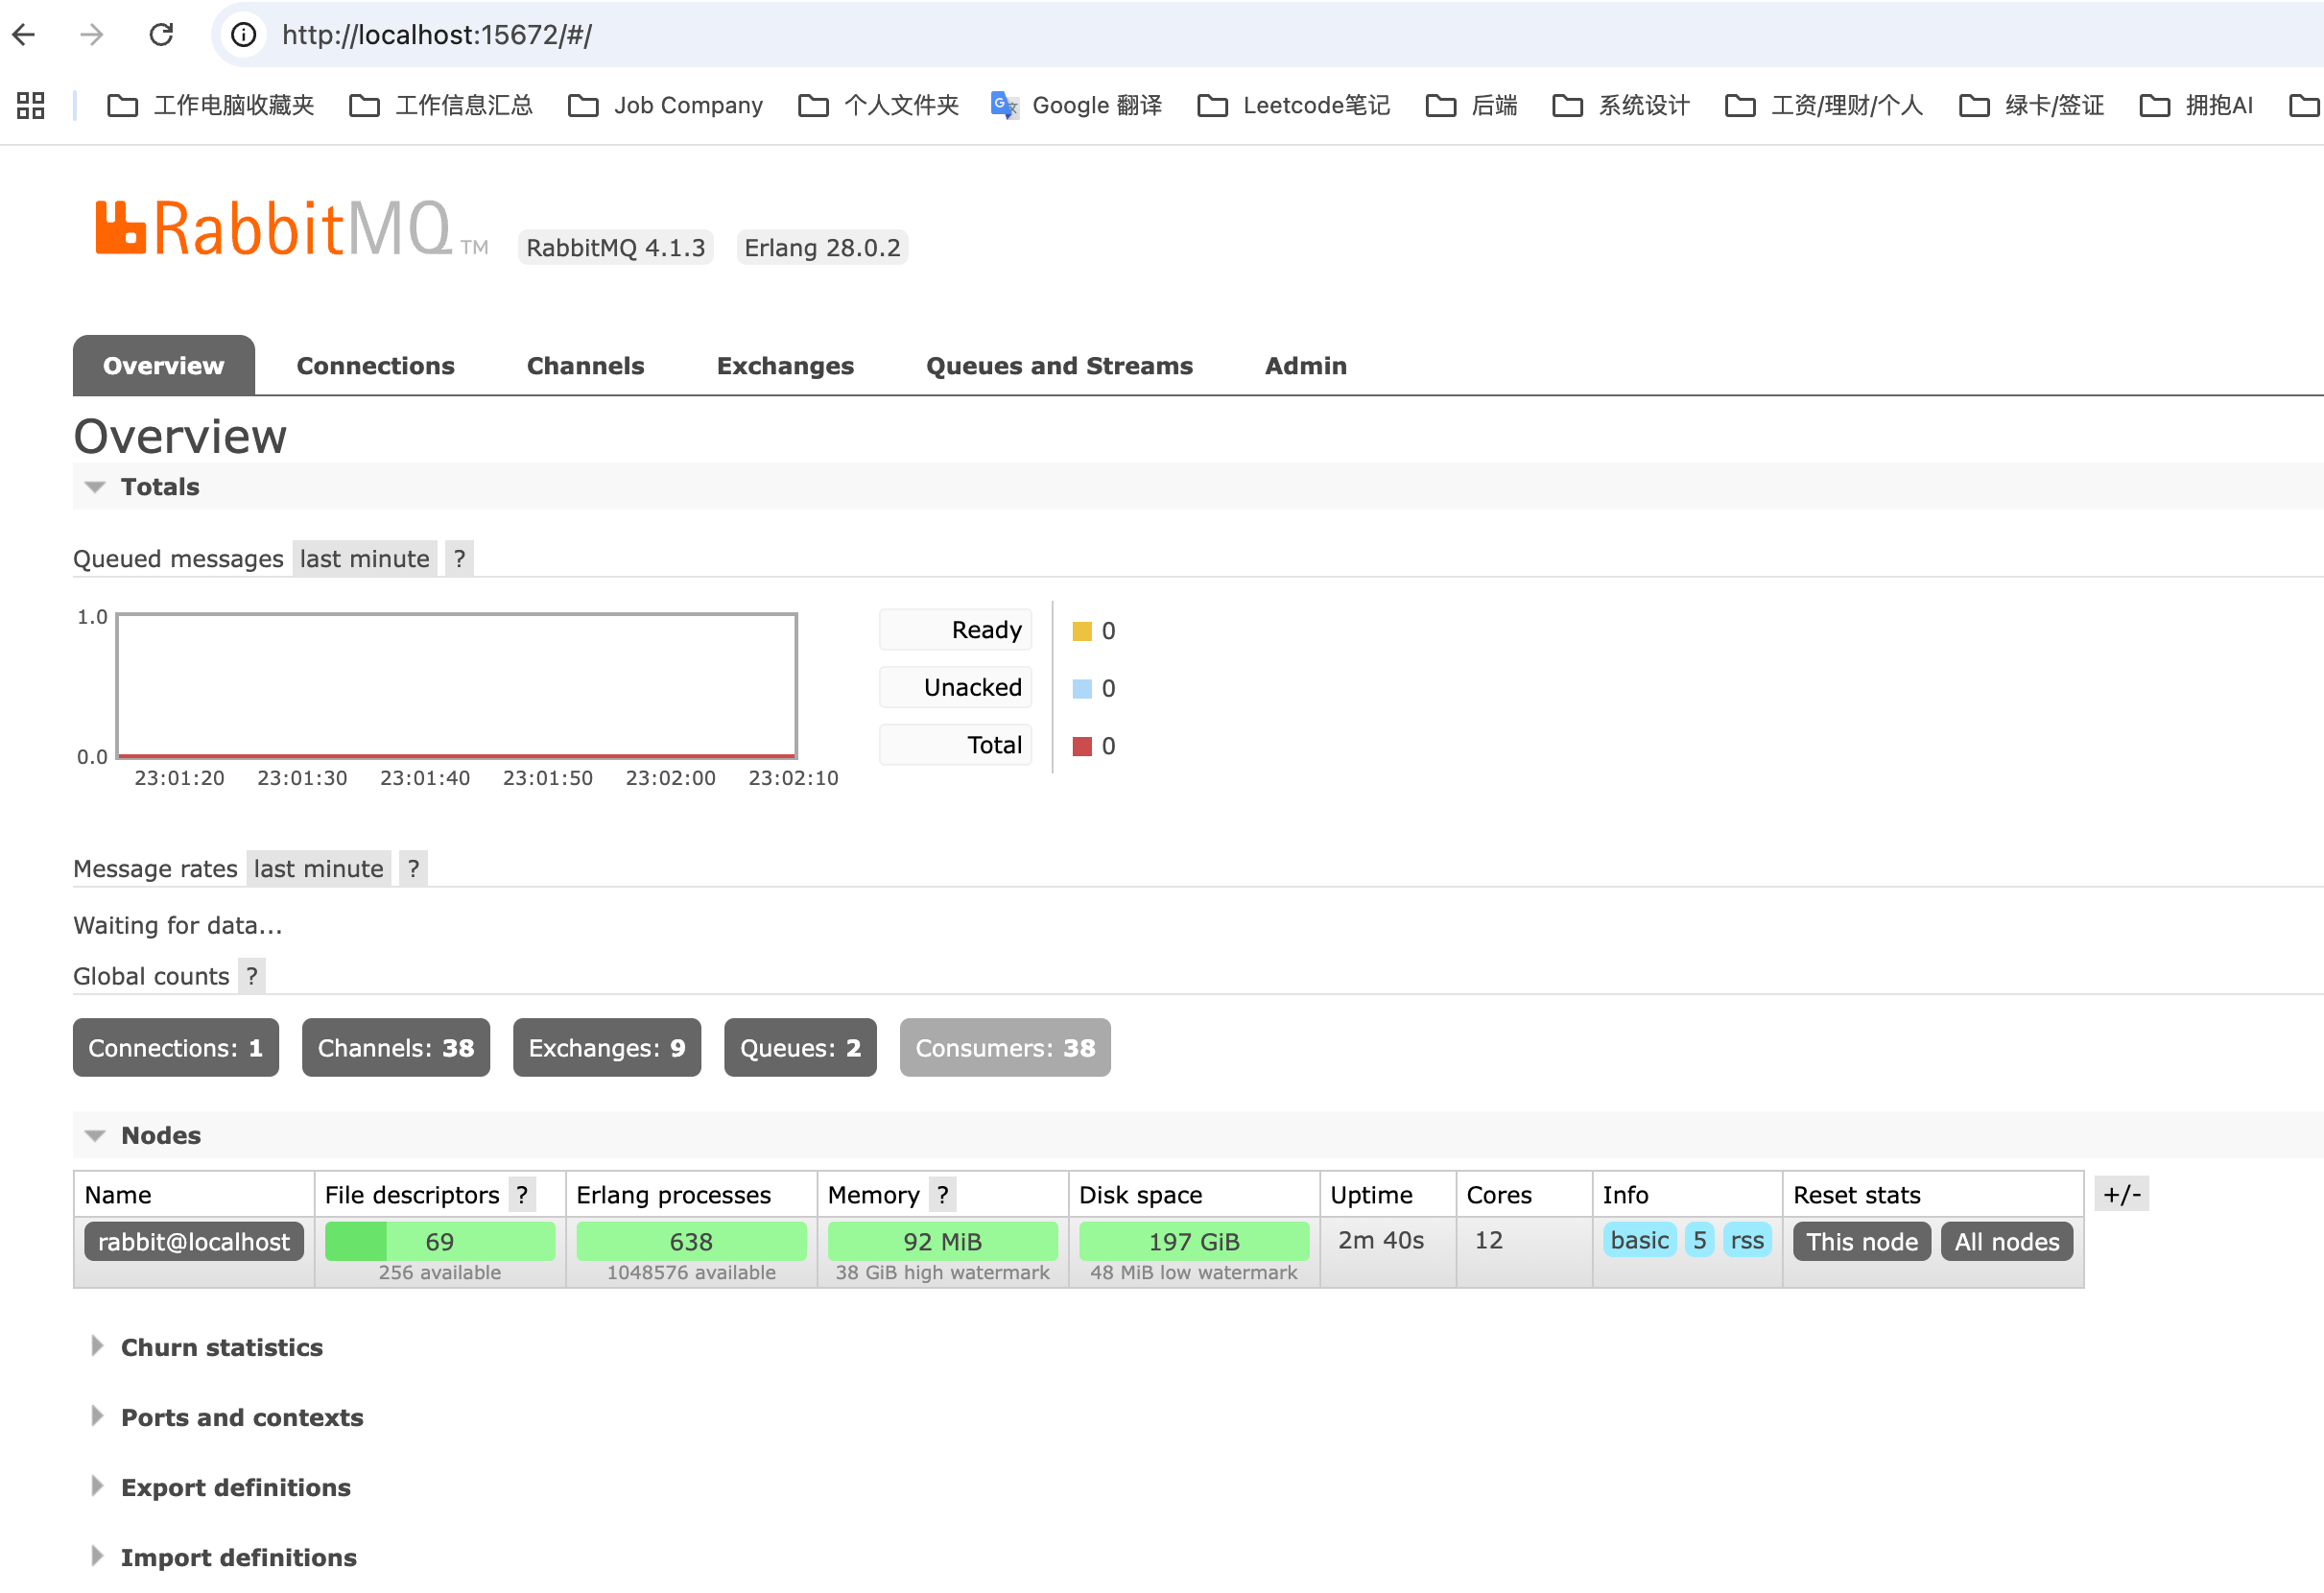 http://localhost:15672/#/
工作电脑收藏夹 工作信息汇总 Job Company 个人文件夹 Google 翻译 Leetcode笔记 后端 系统设计 工资/理财/个人 绿卡/签证 拥抱AI
RabbitMQ TM RabbitMQ 4.1.3 Erlang 28.0.2
Overview Connections Channels Exchanges Queues and Streams Admin
Overview
Totals
Queued messages last minute ?
1.0
0.0
23:01:20 23:01:30 23:01:40 23:01:50 23:02:00 23:02:10
Ready 0
Unacked 0
Total 0
Message rates last minute ?
Waiting for data...
Global counts ?
Connections: 1 Channels: 38 Exchanges: 9 Queues: 2 Consumers: 38
Nodes
Name File descriptors ? Erlang processes Memory ? Disk space Uptime Cores Info Reset stats +/-
rabbit@localhost 69 638 92 MiB 197 GiB 2m 40s 12 basic 5 rss This node All nodes
256 available 1048576 available 38 GiB high watermark 48 MiB low watermark
Churn statistics
Ports and contexts
Export definitions
Import definitions